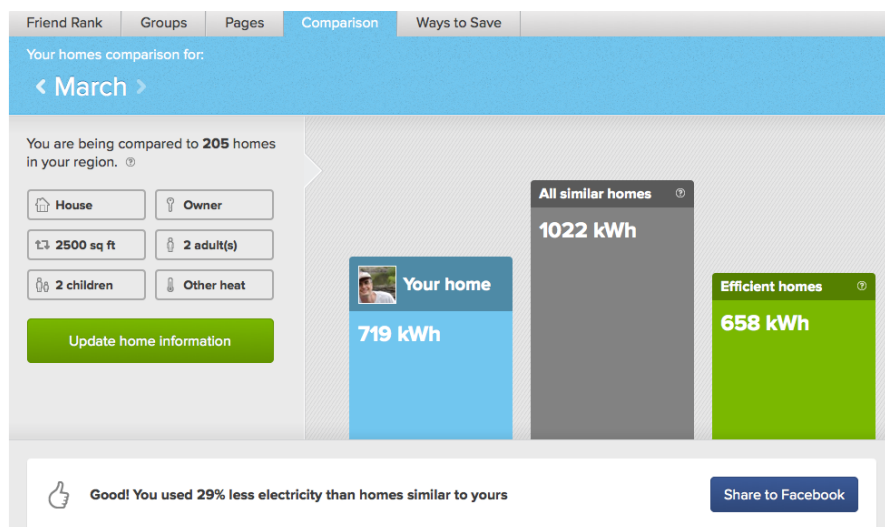 Friend Rank Groups Pages Comparison Ways to Save
Your homes comparison for:
< March >
You are being compared to 205 homes
in your region. ?
House Owner
2500 sq ft 2 adult(s)
2 children Other heat
Update home information
Your home
719 kWh
All similar homes ?
1022 kWh
Efficient homes ?
658 kWh
Good! You used 29% less electricity than homes similar to yours
Share to Facebook